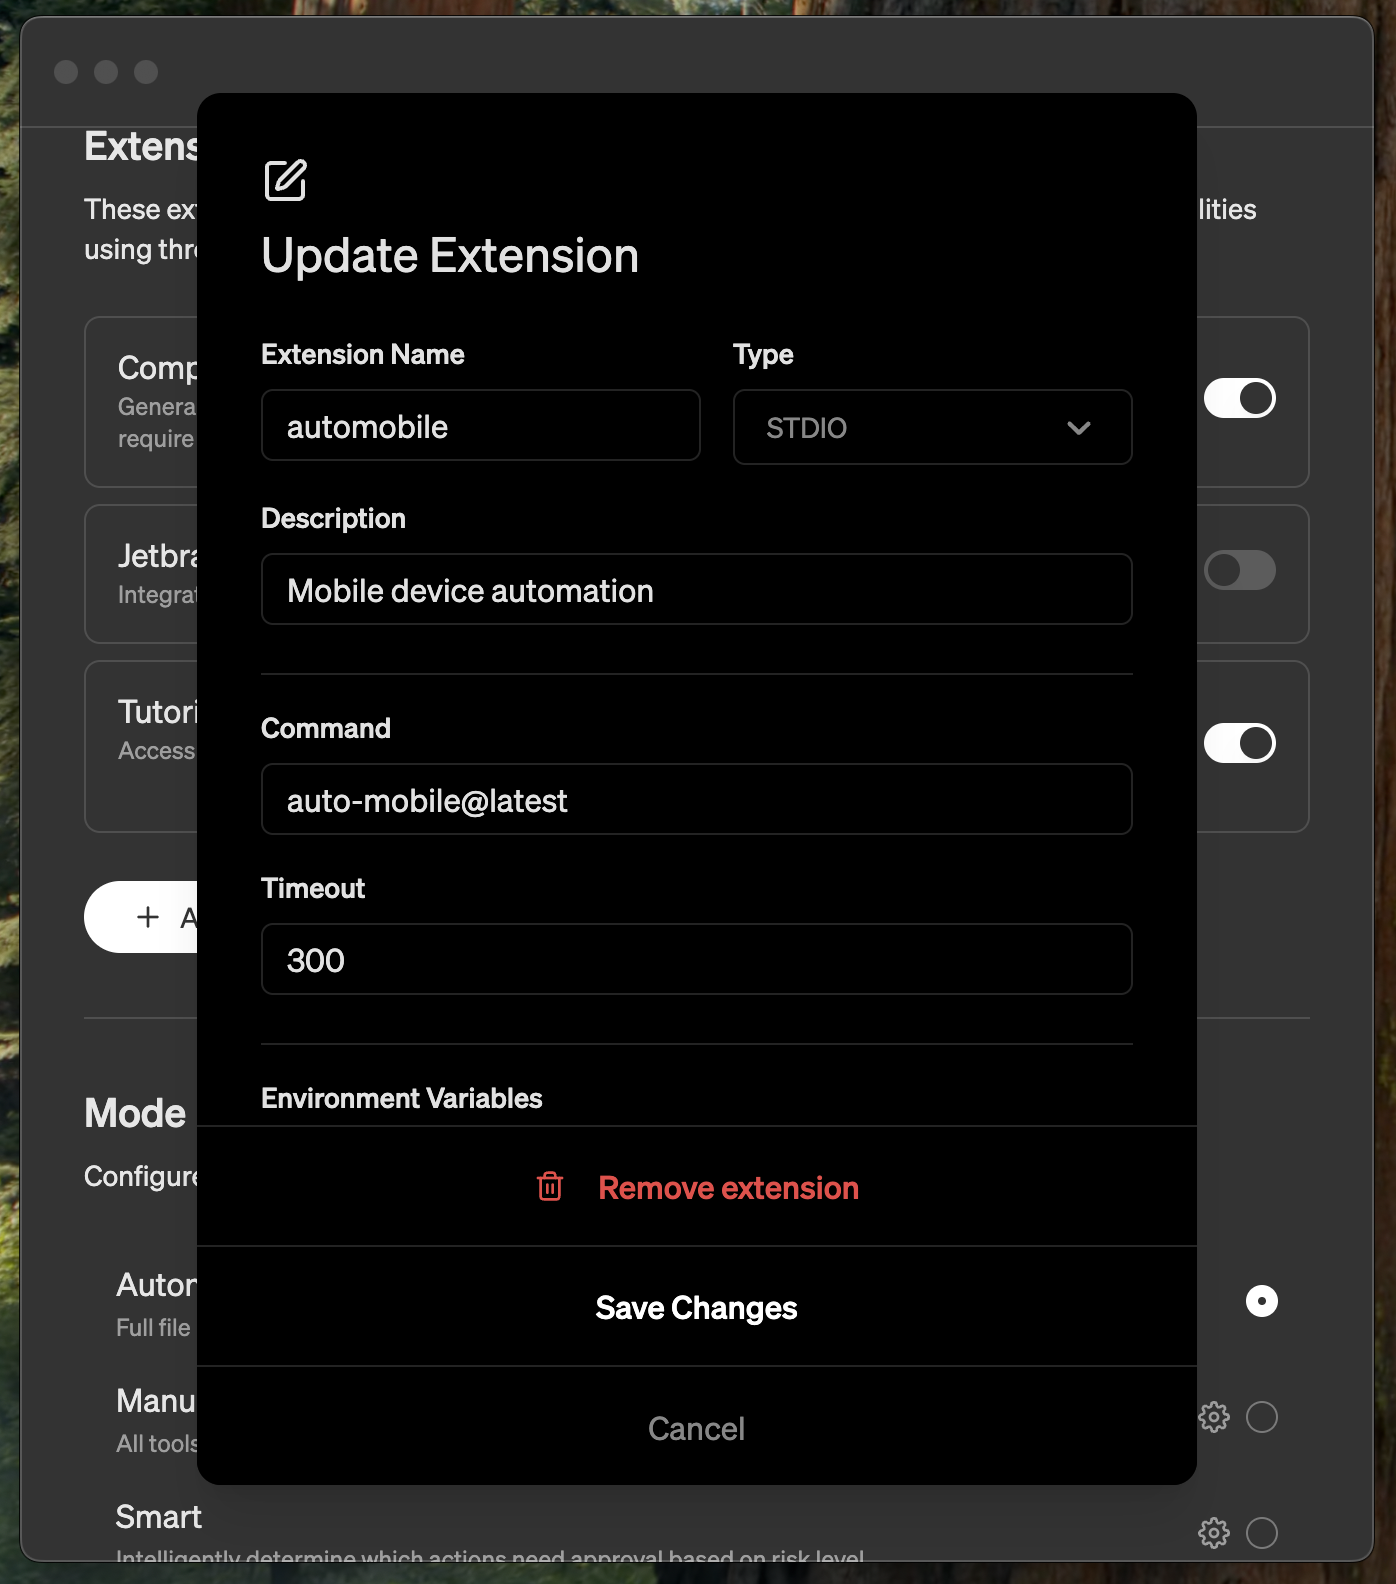 Extens
These ex
lities
using thr
Comp
Genera
require
Jetbra
Integra
Tutori
Access
+ A
Mode
Configure
Auton
Full file
Manu
All tools
Smart
Intelligently determine which actions need approval based on risk level
Update Extension
Extension Name
Type
automobile
STDIO
Description
Mobile device automation
Command
auto-mobile@latest
Timeout
300
Environment Variables
Remove extension
Save Changes
Cancel